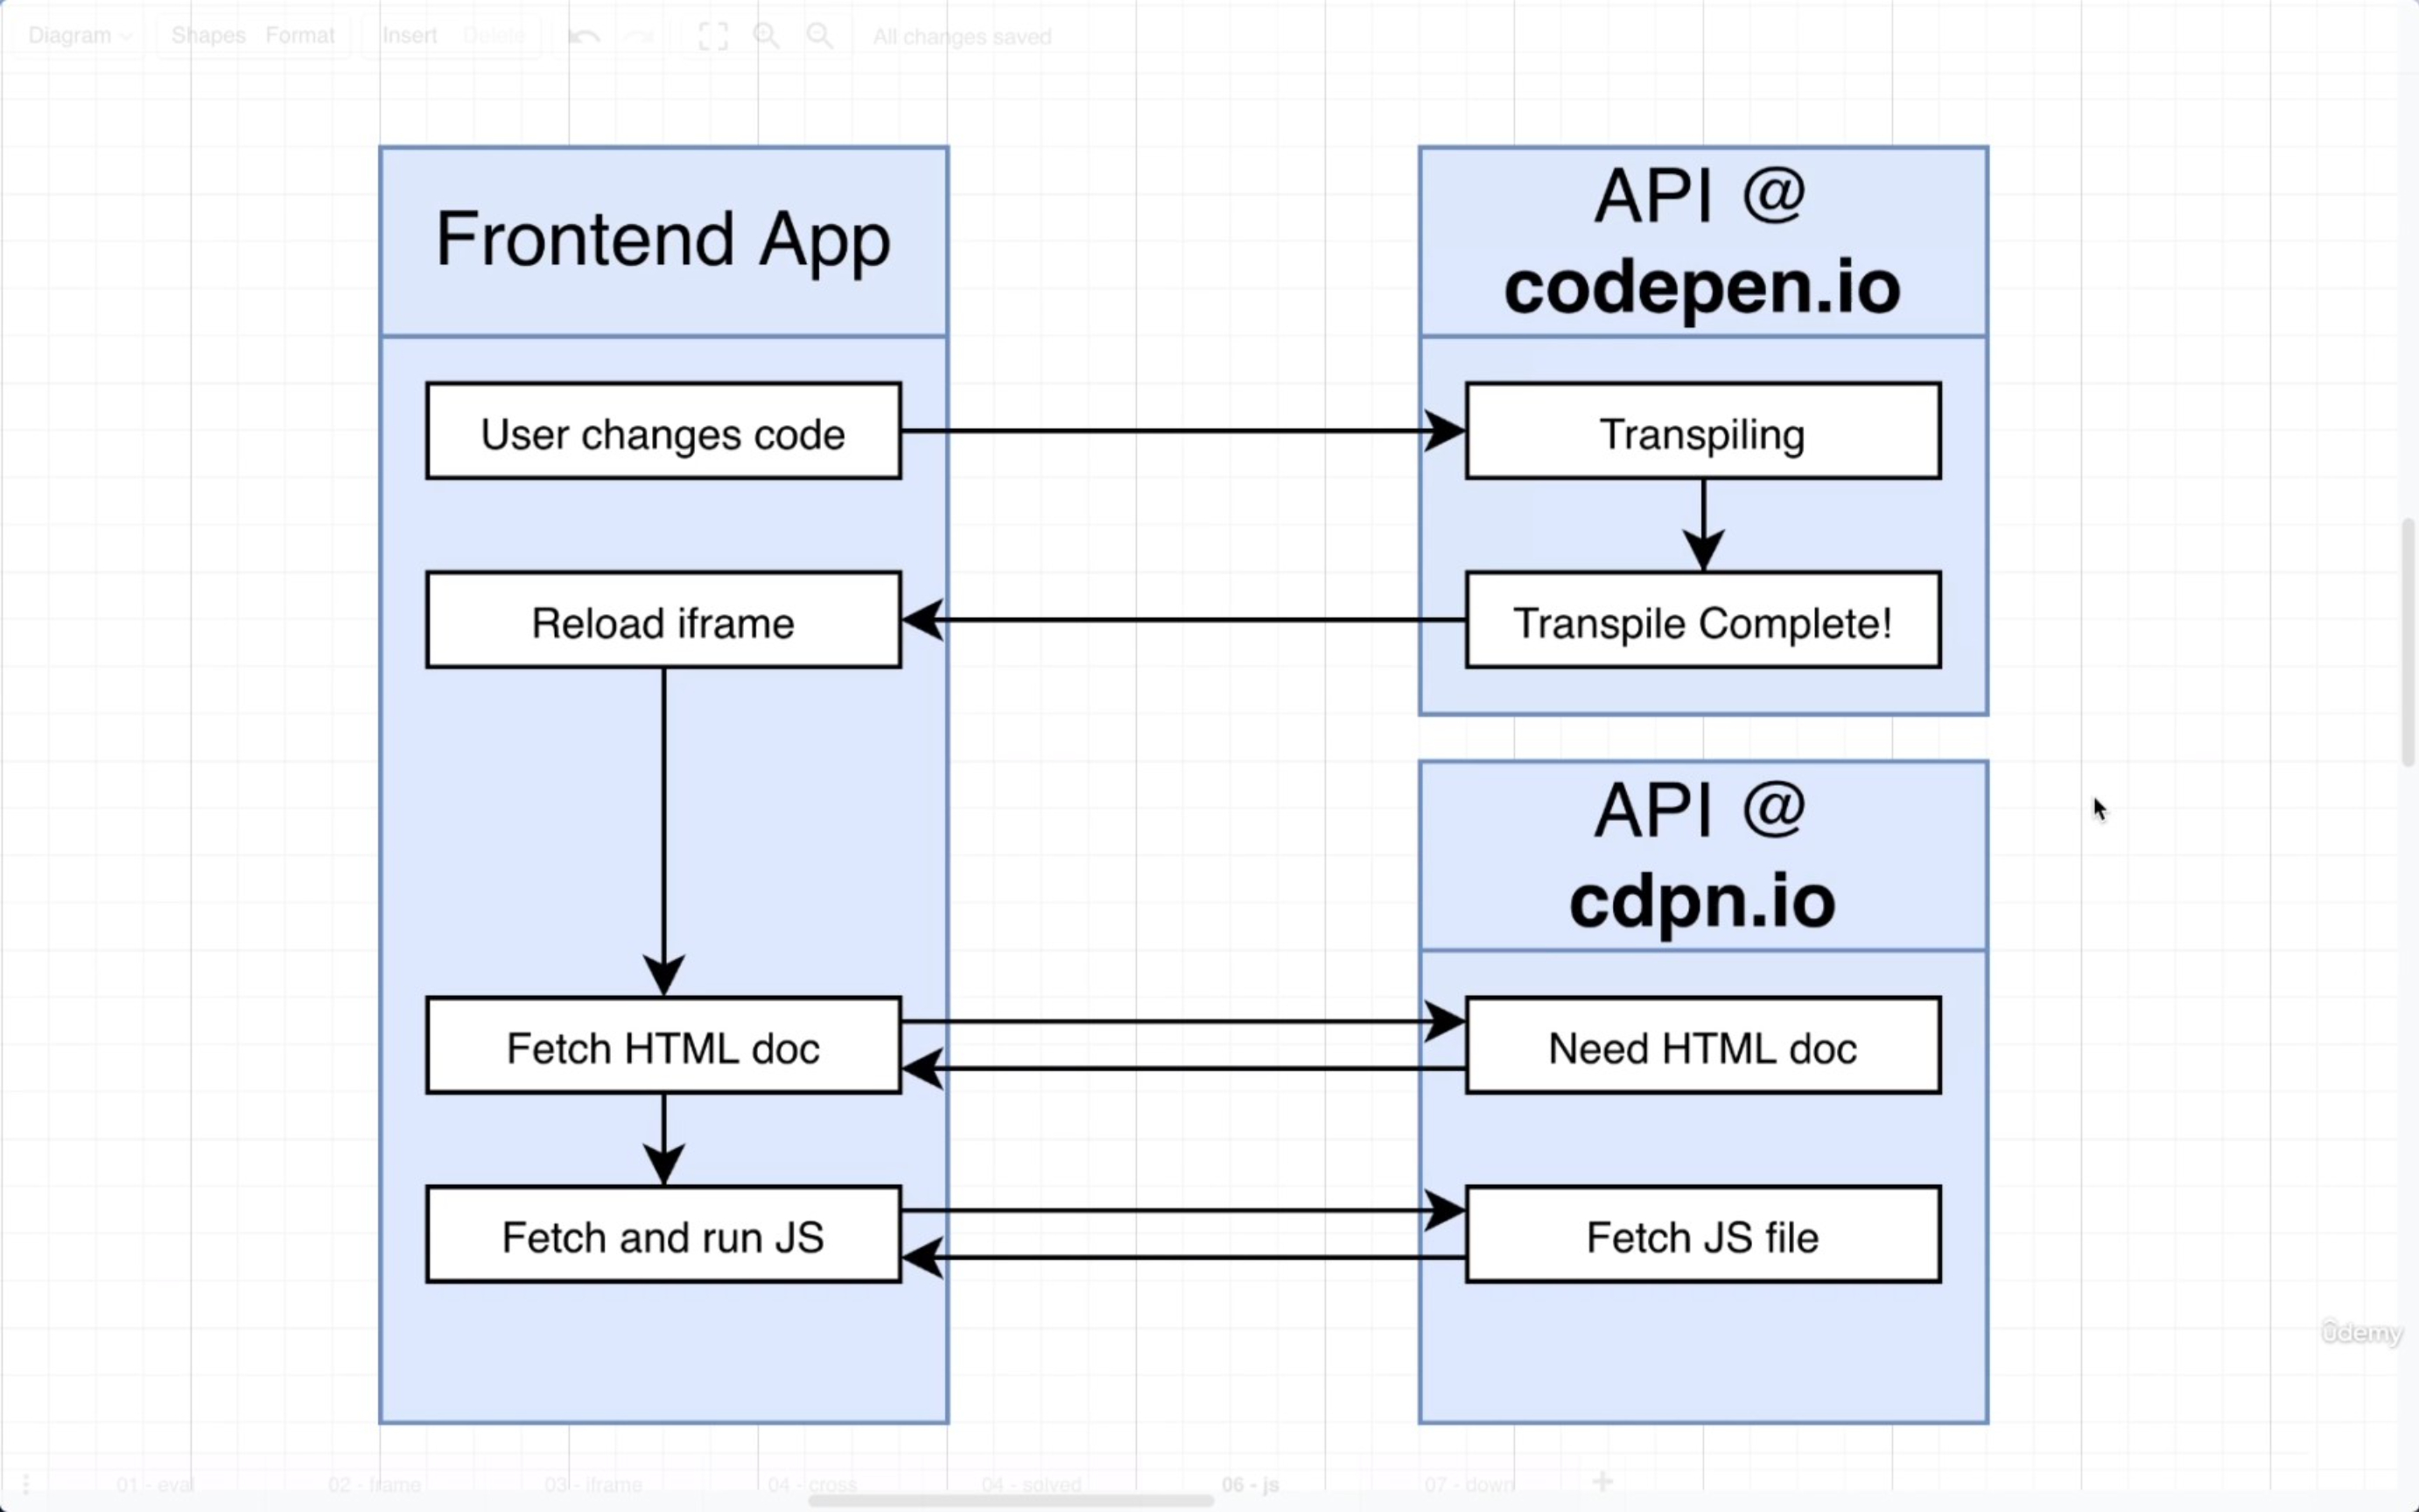 Diagram
Shapes
Format
Insert
Delete
All changes saved
Frontend App
User changes code
Reload iframe
Fetch HTML doc
Fetch and run JS
API @
codepen.io
Transpiling
Transpile Complete!
API @
cdpn.io
Need HTML doc
Fetch JS file
udemy
01 - eval
02 - frame
03 - iframe
04 - cross
04 - solved
06 - js
07 - down